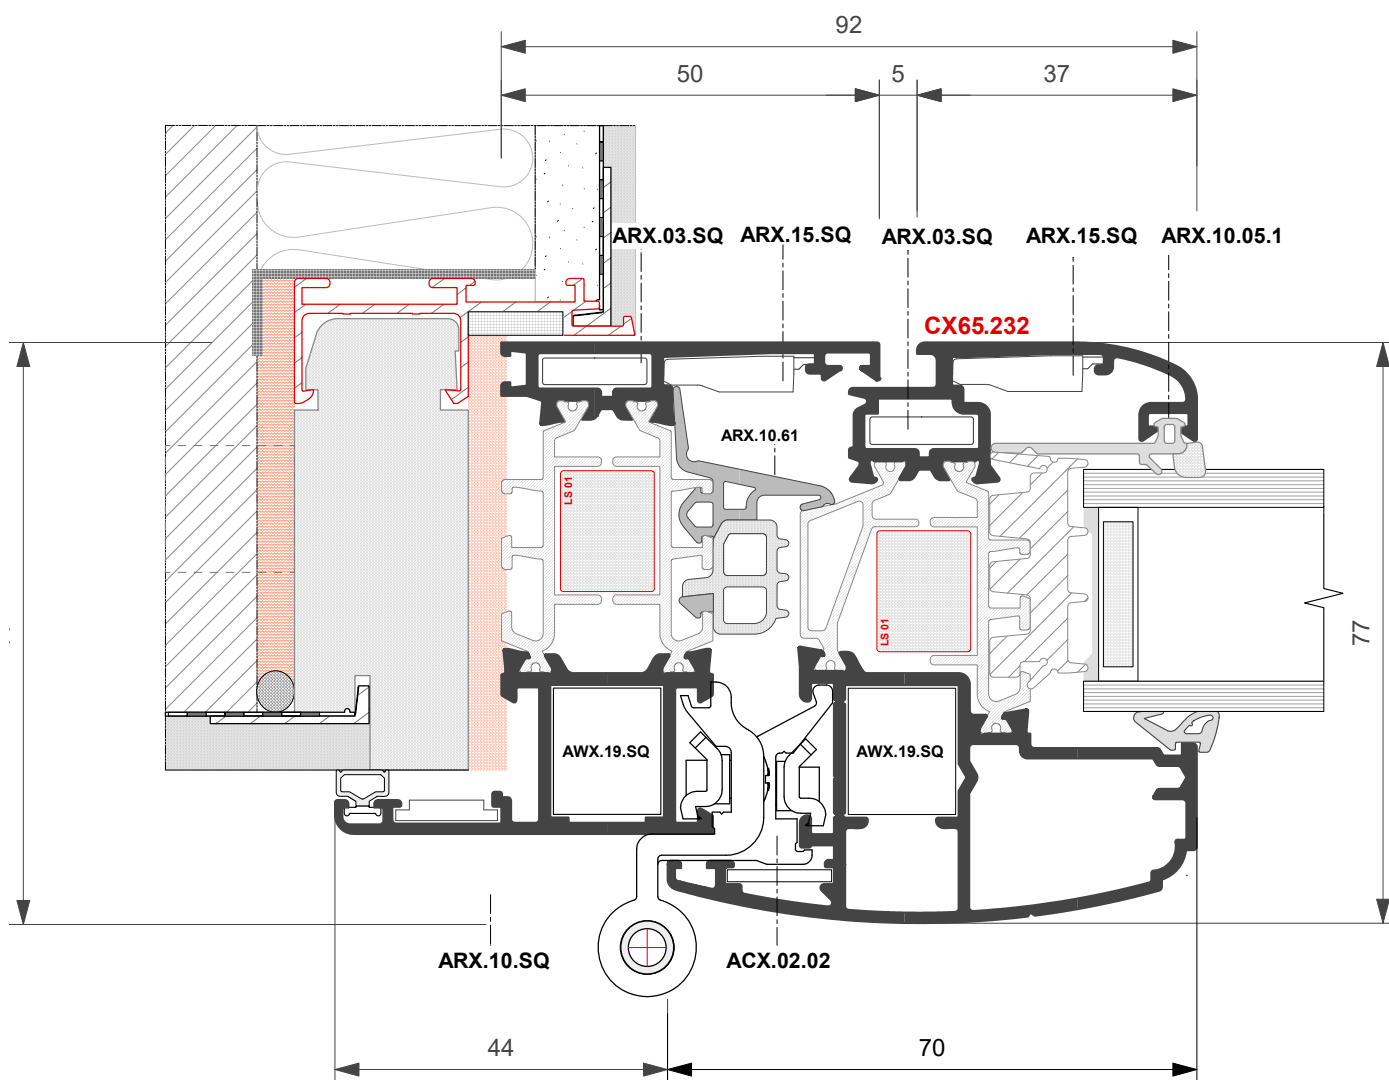 92
50 5 37
ARX.03.SQ ARX.15.SQ ARX.03.SQ ARX.15.SQ ARX.10.05.1
CX65.232
ARX.10.61
LS 01
LS 01
77
AWX.19.SQ AWX.19.SQ
ARX.10.SQ ACX.02.02
44 70